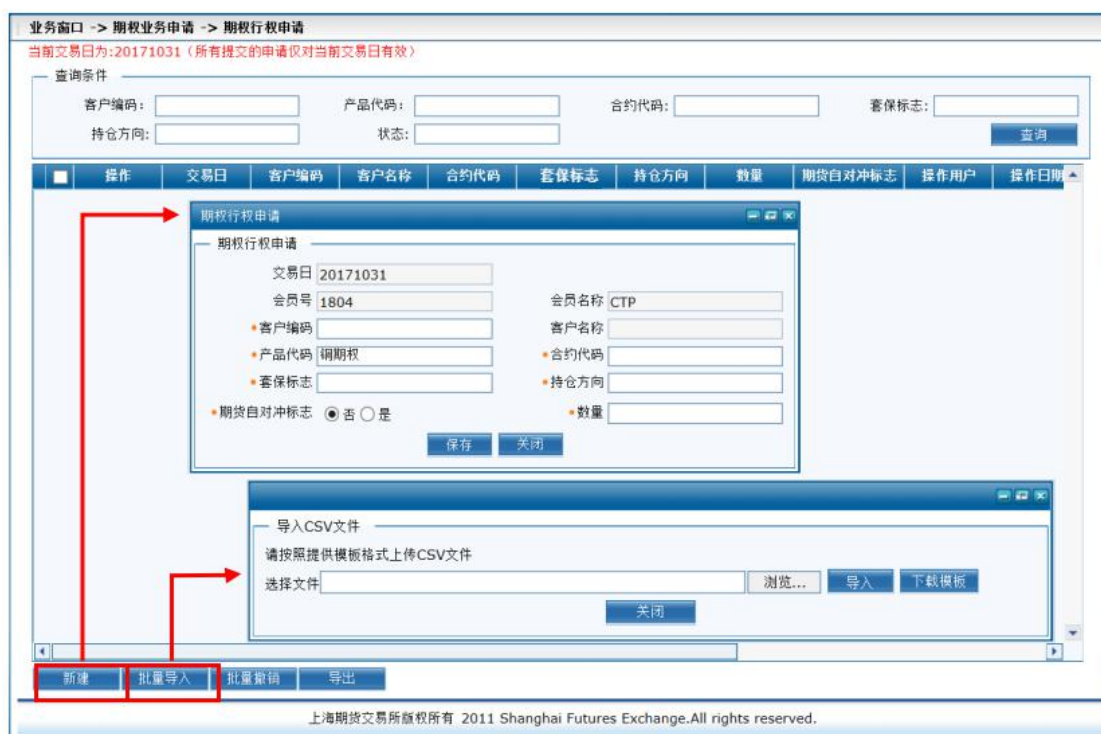 业务窗口 -> 期权业务申请 -> 期权行权申请
当前交易日为:20171031（所有提交的申请仅对当前交易日有效）
查询条件
客户编码: 产品代码: 合约代码: 套保标志:
持仓方向: 状态: 查询
操作 交易日 客户编码 客户名称 合约代码 套保标志 持仓方向 数量 期货自对冲标志 操作用户 操作日期
期权行权申请
期权行权申请
交易日 20171031
会员号 1804 会员名称 CTP
*客户编码 客户名称
*产品代码 铜期权 *合约代码
*套保标志 *持仓方向
*期货自对冲标志 否 是 *数量
保存 关闭
导入CSV文件
请按照提供模板格式上传CSV文件
选择文件 浏览... 导入 下载模板
关闭
新建 批量导入 批量撤销 导出
上海期货交易所版权所有 2011 Shanghai Futures Exchange.All rights reserved.